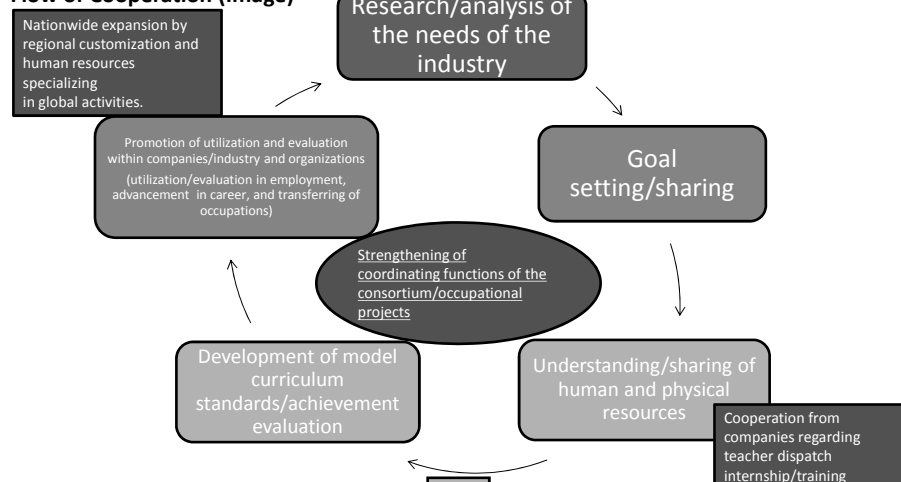 Flow of Cooperation (Image)
Research/analysis of
the needs of the
industry
Nationwide expansion by
regional customization and
human resources
specializing
in global activities.
Promotion of utilization and evaluation
within companies/industry and organizations
(utilization/evaluation in employment,
advancement in career, and transferring of
occupations)
Goal
setting/sharing
Strengthening of
coordinating functions of the
consortium/occupational
projects
Development of model
curriculum
standards/achievement
evaluation
Understanding/sharing of
human and physical
resources
Cooperation from
companies regarding
teacher dispatch
internship/training